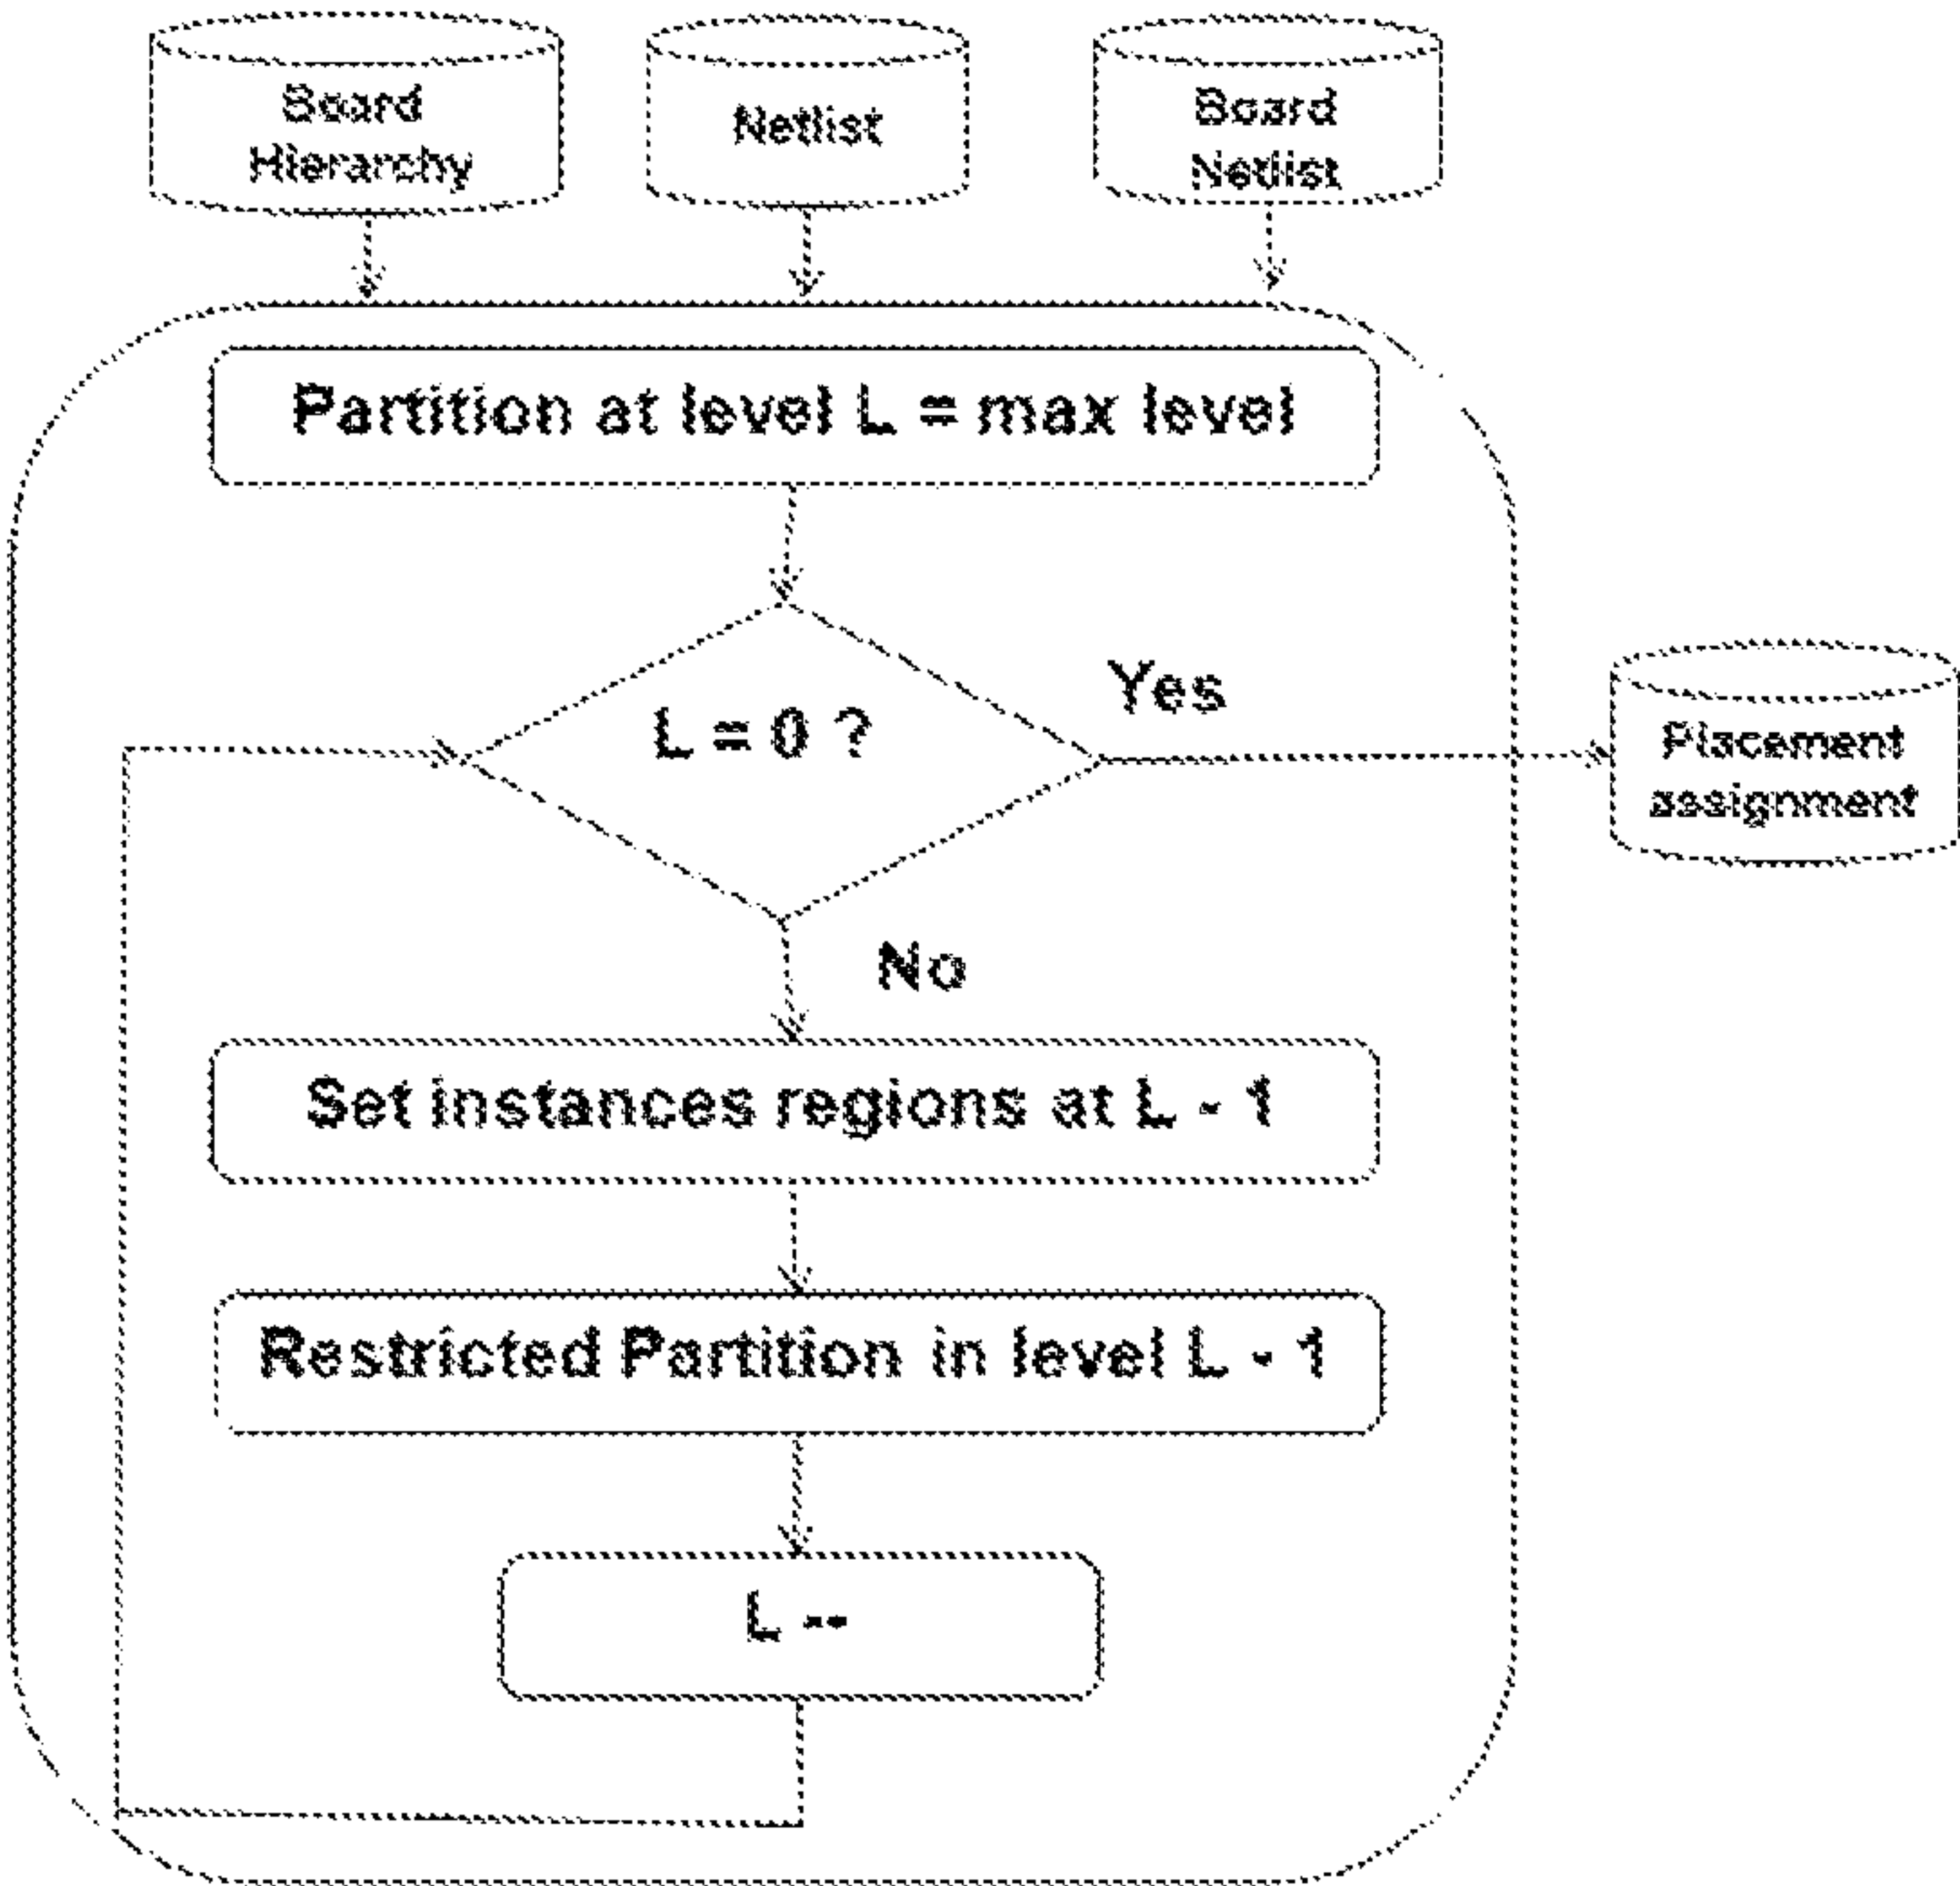 Board
Hierarchy
Netlist
Board
Netlist
Partition at level L = max level
L = 0 ?
Yes
Placement
assignment
No
Set instances regions at L - 1
Restricted Partition in level L - 1
L --